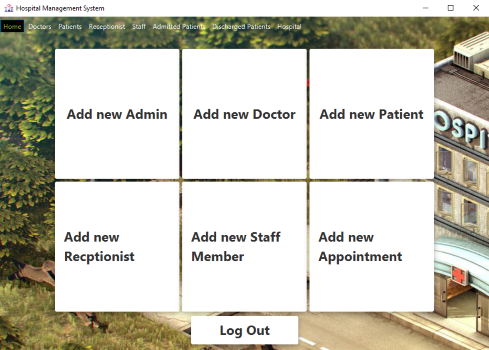 Hospital Management System
Home Doctors Patients Receptionist Staff Admitted Patients Discharged Patients Hospital
Add new Admin
Add new Doctor
Add new Patient
Add new
Recptionist
Add new Staff
Member
Add new
Appointment
OSPI
Log Out